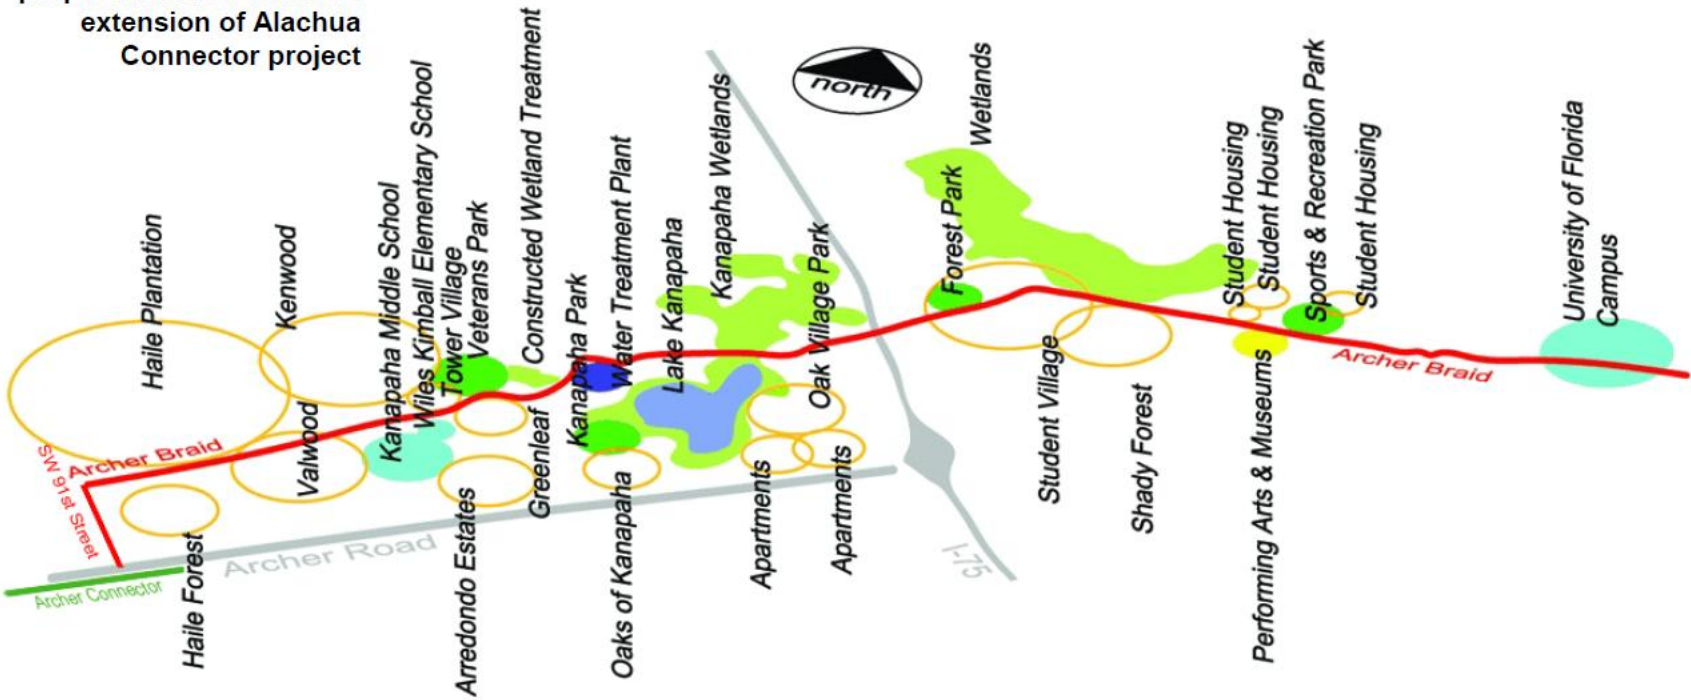 extension of Alachua
Connector project
north
Haile Plantation
Kenwood
Kanapaha Middle School
Wiles Kimball Elementary School
Tower Village
Veterans Park
Constructed Wetland Treatment
Kanapaha Park
Water Treatment Plant
Lake Kanapaha
Kanapaha Wetlands
Oak Village Park
Forest Park
Wetlands
Student Housing
Student Housing
Sports & Recreation Park
Student Housing
University of Florida
Campus
SW 91st Street
Archer Braid
Valwood
Greenleaf
Archer Braid
Archer Connector
Haile Forest
Archer Road
Arredondo Estates
Oaks of Kanapaha
Apartments
Apartments
I-75
Student Village
Shady Forest
Performing Arts & Museums